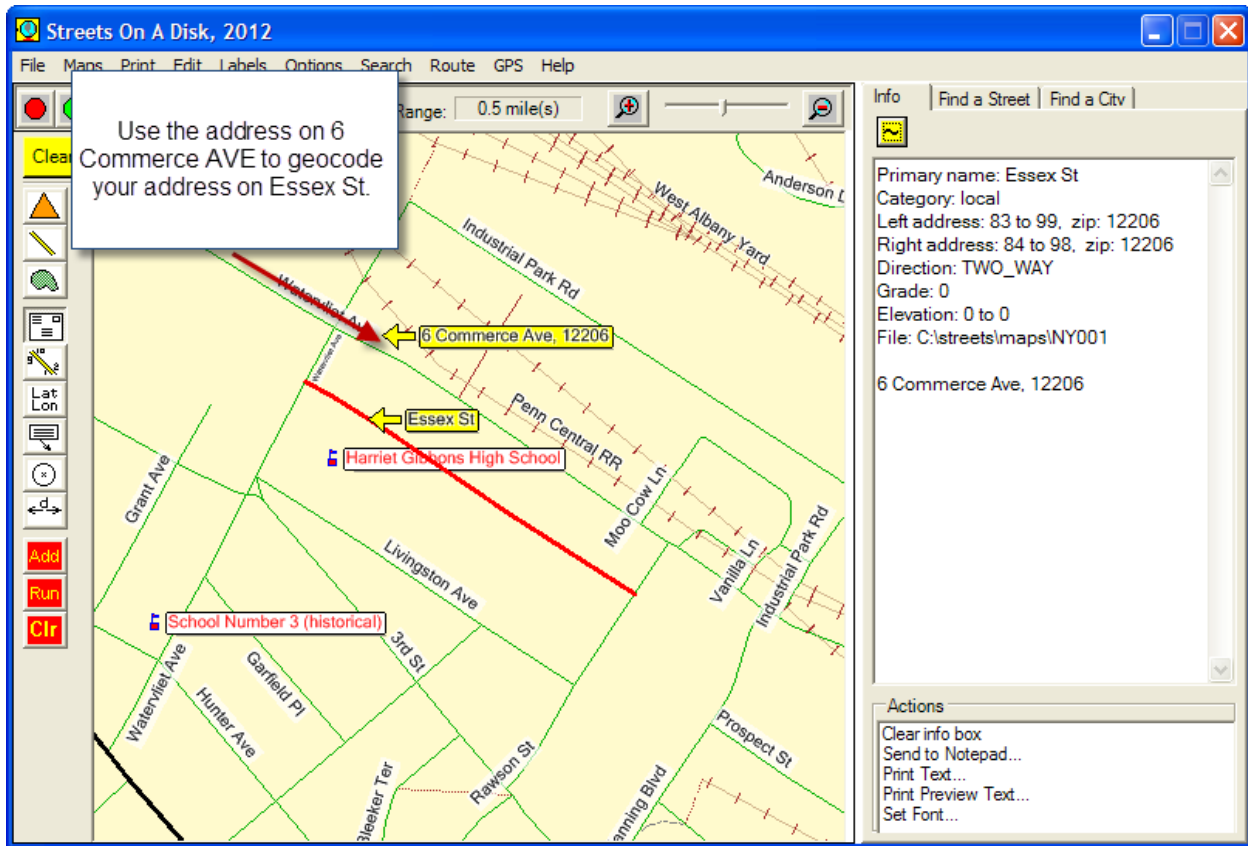 Streets On A Disk, 2012
File Maps Print Edit Labels Options Search Route GPS Help
Range: 0.5 mile(s)
Use the address on 6
Commerce AVE to geocode
your address on Essex St.
Lat
Lon
d
Add
Run
Clr
West Albany Yard
Industrial Park Rd
6 Commerce Ave, 12206
Essex St
Penn Central RR
Harriet Gibbons High School
Grant Ave
Moo Cow Ln
Livingston Ave
Vanilla Ln
Industrial Park Rd
School Number 3 (historical)
3rd St
Garfield Pl
Watervliet Ave
Hunter Ave
Prospect St
Rawson St
Info Find a Street Find a City
Primary name: Essex St
Category: local
Left address: 83 to 99, zip: 12206
Right address: 84 to 98, zip: 12206
Direction: TWO_WAY
Grade: 0
Elevation: 0 to 0
File: C:\streets\maps\NY001
6 Commerce Ave, 12206
Actions
Clear info box
Send to Notepad...
Print Text...
Print Preview Text...
Set Font...